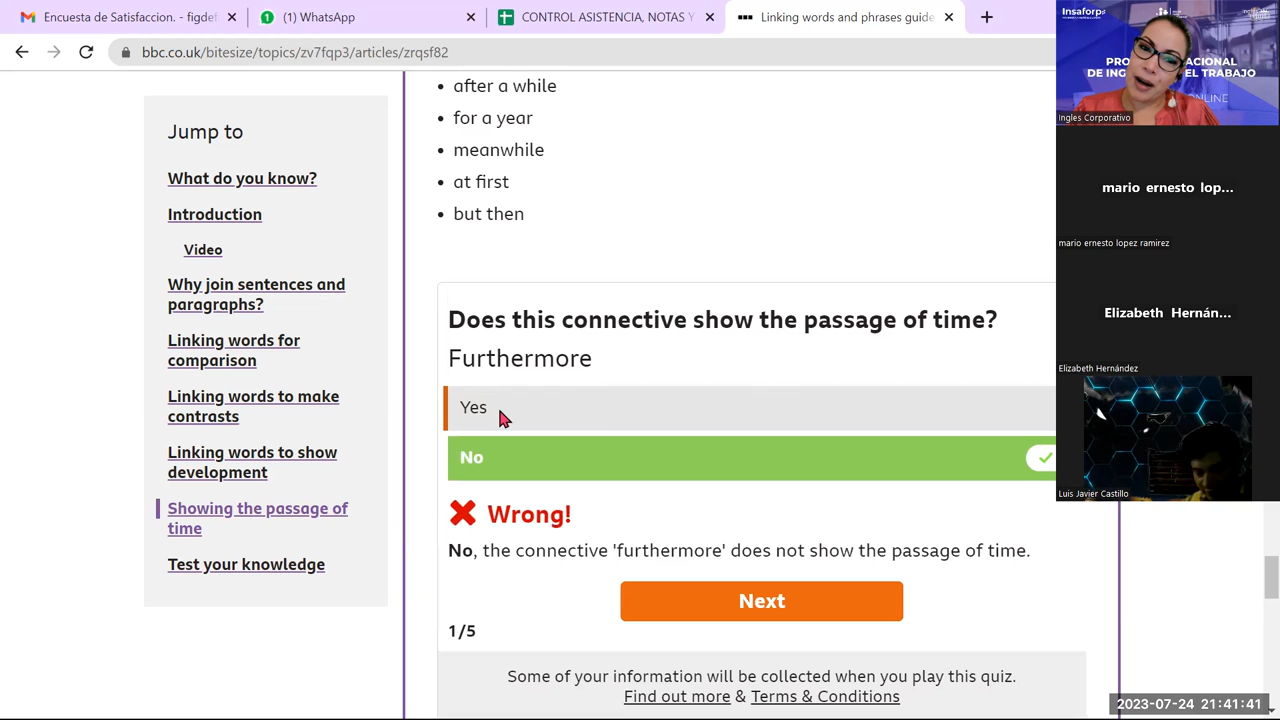 Encuesta de Satisfaccion. - figdef
(1) WhatsApp
CONTROL ASISTENCIA, NOTAS Y
Linking words and phrases guide
bbc.co.uk/bitesize/topics/zv7fqp3/articles/zrqsf82
Insaforp
ONLINE
Ingles Corporativo
mario ernesto lop...
mario ernesto lopez ramirez
Elizabeth Hernán...
Elizabeth Hernández
Luis Javier Castillo
Jump to
What do you know?
Introduction
Video
Why join sentences and
paragraphs?
Linking words for
comparison
Linking words to make
contrasts
Linking words to show
development
Showing the passage of
time
Test your knowledge
after a while
for a year
meanwhile
at first
but then
Does this connective show the passage of time?
Furthermore
Yes
No
Wrong!
No, the connective 'furthermore' does not show the passage of time.
Next
1/5
Some of your information will be collected when you play this quiz.
Find out more & Terms & Conditions
2023-07-24 21:41:41